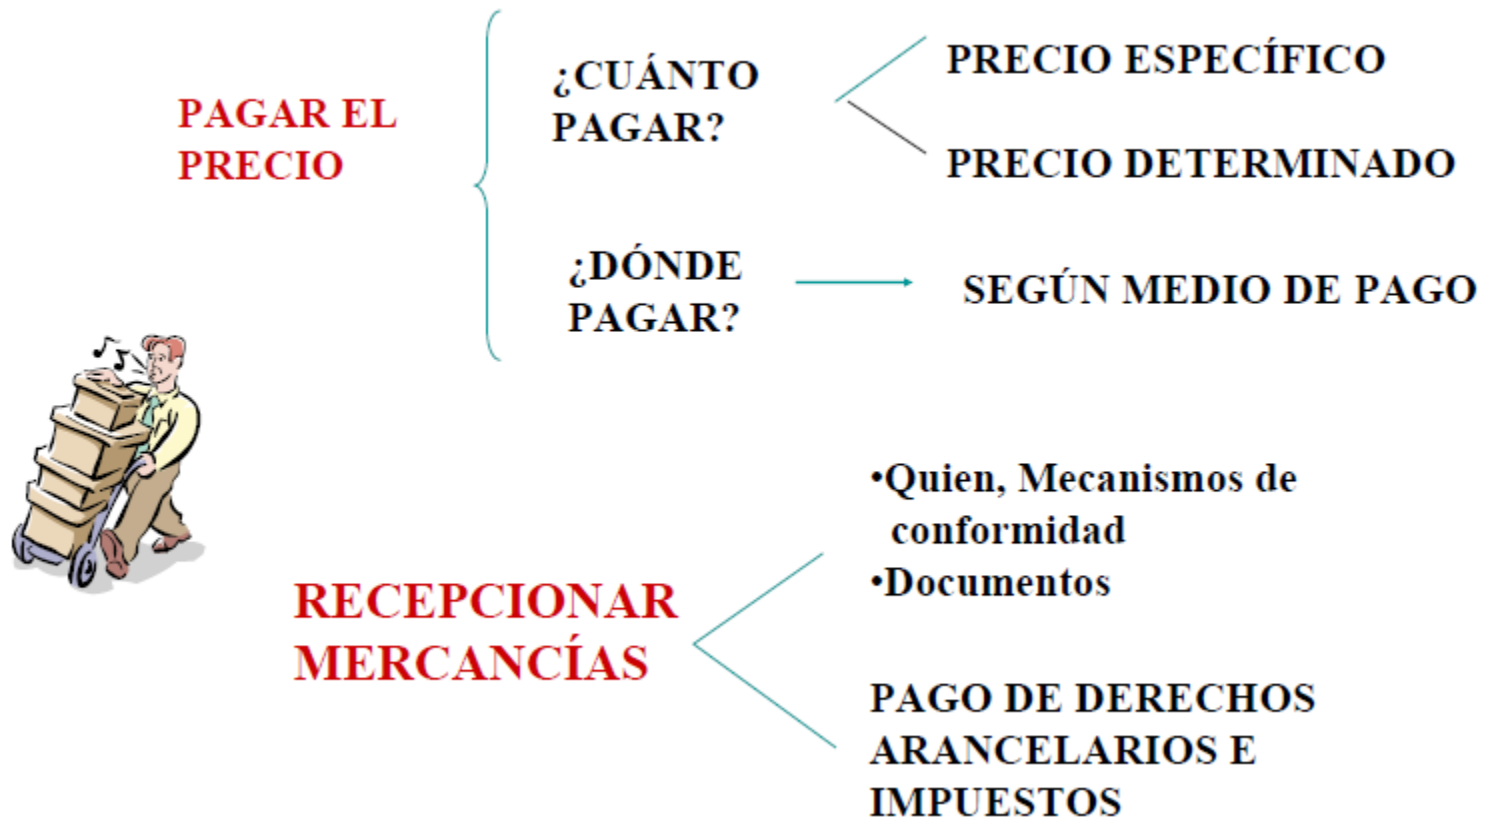 PAGAR EL
PRECIO
¿CUÁNTO
PAGAR?
PRECIO ESPECÍFICO
PRECIO DETERMINADO
¿DÓNDE
PAGAR?
SEGÚN MEDIO DE PAGO
RECEPCIONAR
MERCANCÍAS
•Quien, Mecanismos de
conformidad
•Documentos
PAGO DE DERECHOS
ARANCELARIOS E
IMPUESTOS